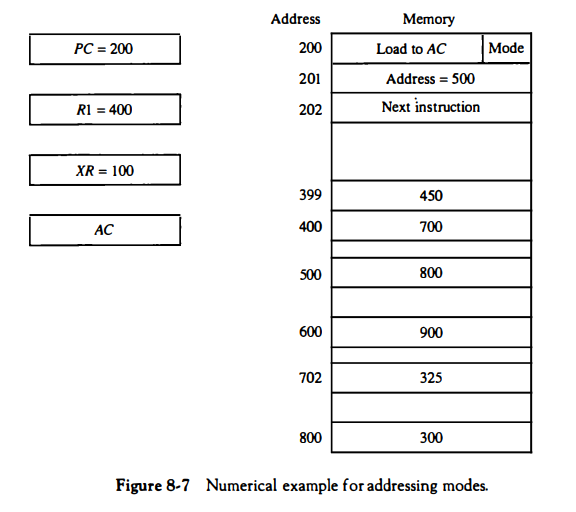 Address Memory
PC = 200 200 Load to AC Mode
201 Address = 500
R1 = 400 202 Next instruction
XR = 100
399 450
AC 400 700
500 800
600 900
702 325
800 300
Figure 8-7 Numerical example for addressing modes.